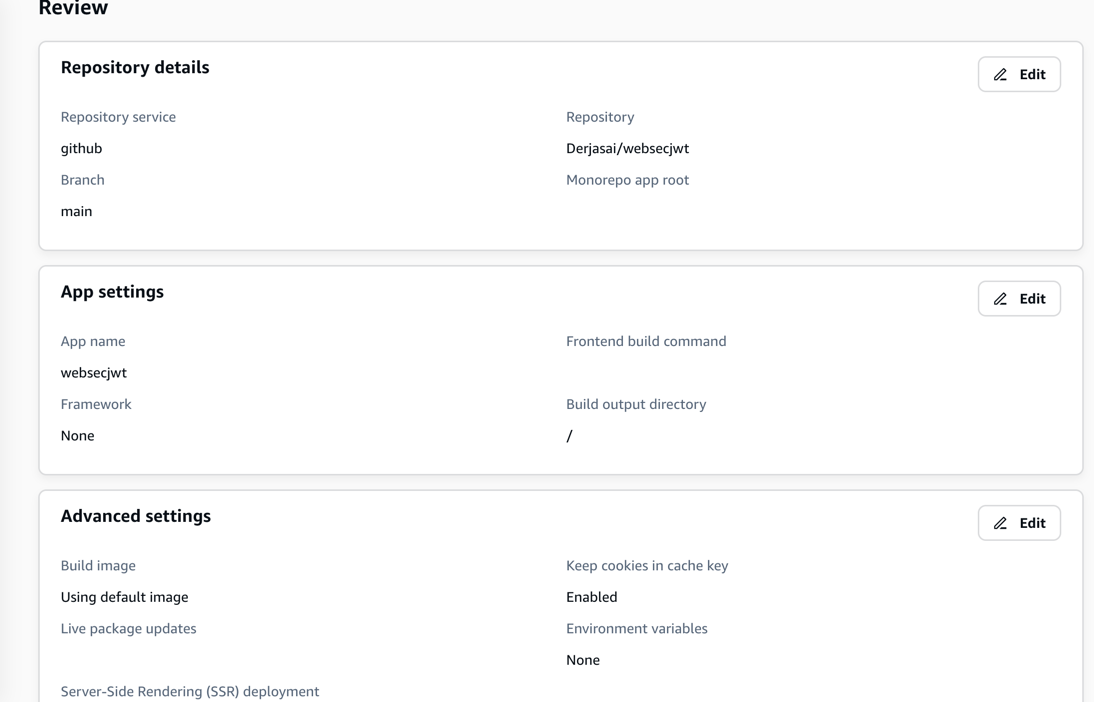 Review
Repository details
Edit
Repository service
Repository
github
Derjasai/websecjwt
Branch
Monorepo app root
main
App settings
Edit
App name
Frontend build command
websecjwt
Framework
Build output directory
None
/
Advanced settings
Edit
Build image
Keep cookies in cache key
Using default image
Enabled
Live package updates
Environment variables
None
Server-Side Rendering (SSR) deployment